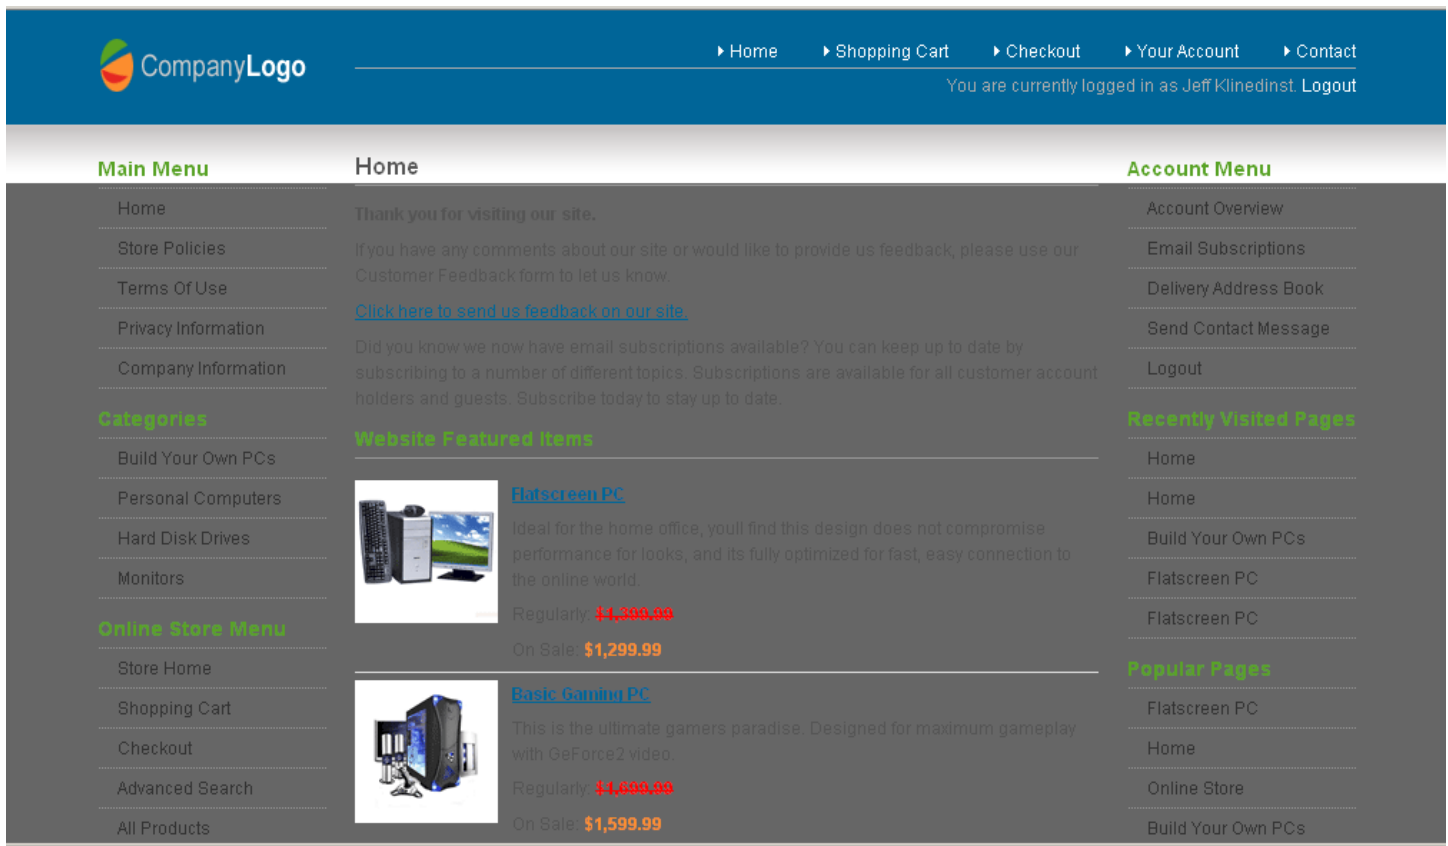 CompanyLogo
Home
Shopping Cart
Checkout
Your Account
Contact
You are currently logged in as Jeff Klinedinst. Logout
Main Menu
Home
Store Policies
Terms Of Use
Privacy Information
Company Information
Categories
Build Your Own PCs
Personal Computers
Hard Disk Drives
Monitors
Online Store Menu
Store Home
Shopping Cart
Checkout
Advanced Search
All Products
Home
Thank you for visiting our site.
If you have any comments about our site or would like to provide us feedback, please use our
Customer Feedback form to let us know.
Click here to send us feedback on our site.
Did you know we now have email subscriptions available? You can keep up to date by
subscribing to a number of different topics. Subscriptions are available for all customer account
holders and guests. Subscribe today to stay up to date.
Website Featured Items
Flatscreen PC
Ideal for the home office, youll find this design does not compromise
performance for looks, and its fully optimized for fast, easy connection to
the online world.
Regularly: $1,399.99
On Sale: $1,299.99
Basic Gaming PC
This is the ultimate gamers paradise. Designed for maximum gameplay
with GeForce2 video.
Regularly: $1,699.99
On Sale: $1,599.99
Account Menu
Account Overview
Email Subscriptions
Delivery Address Book
Send Contact Message
Logout
Recently Visited Pages
Home
Home
Build Your Own PCs
Flatscreen PC
Flatscreen PC
Popular Pages
Flatscreen PC
Home
Online Store
Build Your Own PCs